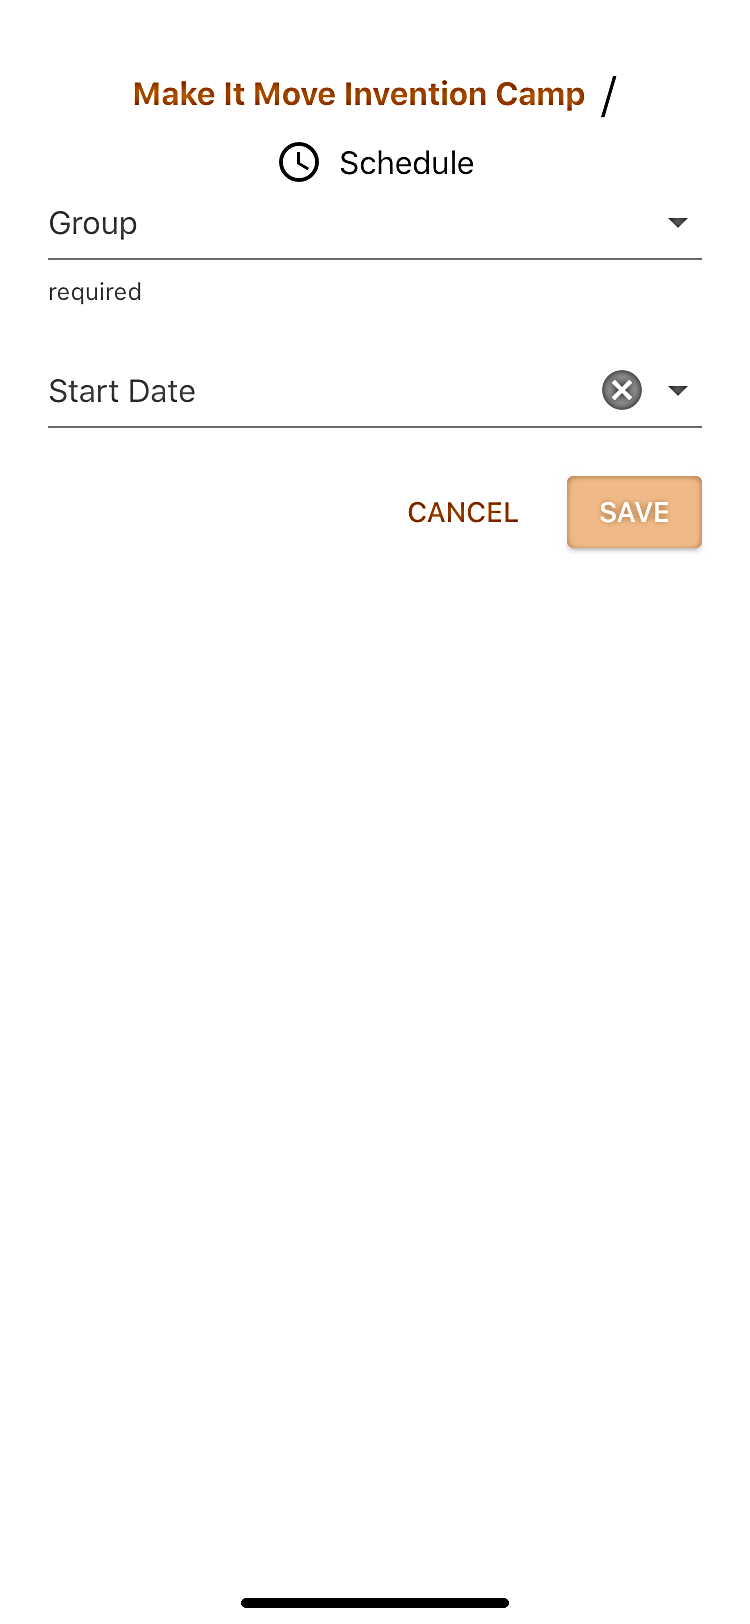 Make It Move Invention Camp /
Schedule
Group
required
Start Date
CANCEL SAVE